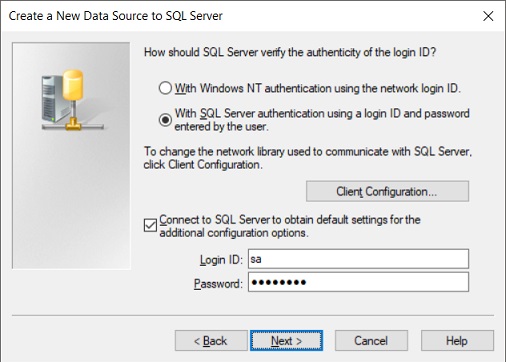 Create a New Data Source to SQL Server
How should SQL Server verify the authenticity of the login ID?
With Windows NT authentication using the network login ID.
With SQL Server authentication using a login ID and password
entered by the user.
To change the network library used to communicate with SQL Server,
click Client Configuration.
Client Configuration...
Connect to SQL Server to obtain default settings for the
additional configuration options.
Login ID: sa
Password: ●●●●●●●●
< Back Next > Cancel Help